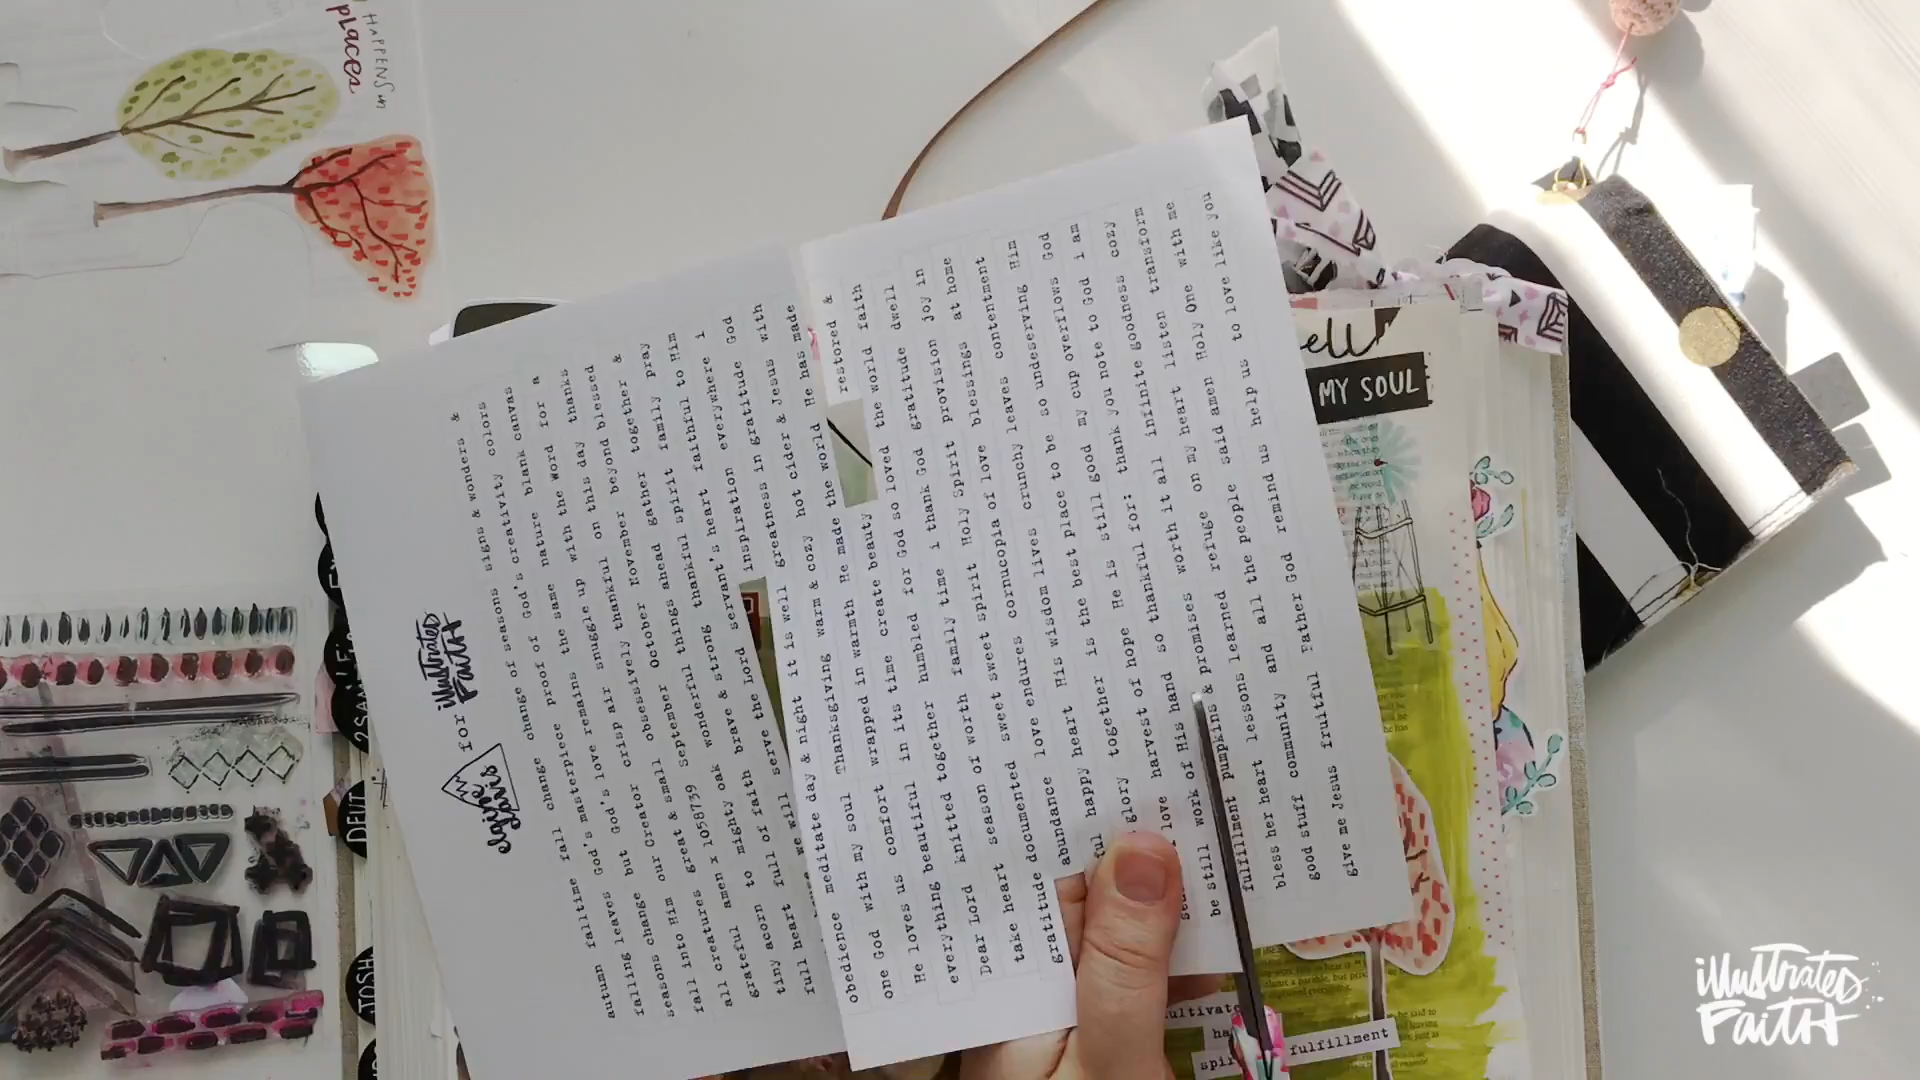 HAPPENS in
places
elaine
davis
for illustrated
faith
autumn falltime fall change change of seasons signs & wonders &
falling leaves God's masterpiece proof of God's creativity colors
seasons change but God's love remains the same nature blank canvas
fall into Him our Creator crisp air snuggle up with the word for a
all creatures great & small obsessively thankful on this day thanks
grateful amen x 1058739 September October November beyond blessed
tiny acorn to mighty oak wonderful things ahead gather together &
full heart full of faith brave & strong thankful spirit family pray
we will serve the Lord servant's heart faithful to Him
inspiration everywhere i
obedience meditate day & night it is well greatness in gratitude God
one God with my soul Thanksgiving warm & cozy hot cider & Jesus with
He loves us comfort wrapped in warmth He made the world He has made
everything beautiful in its time create beauty restored &
Dear Lord knitted together humbled for God so loved the world faith
take heart season of worth family time i thank God gratitude dwell
gratitude documented sweet sweet spirit Holy Spirit provision joy in
abundance love endures cornucopia of love blessings at home
happy heart His wisdom lives crunchy leaves contentment
glory together is the best place to be so undeserving Him
love harvest of hope He is still good my cup overflows God
be still work of His hand so thankful for: thank you note to God i am
fulfillment pumpkins & promises worth it all infinite goodness cozy
bless her heart lessons learned refuge on my heart listen transform
good stuff community and all the people said amen Holy One with me
give me Jesus fruitful Father God remind us help us to love like you
ell
MY SOUL
2SAM
DEUT
JOSH
fulfillment
illustrated
faith